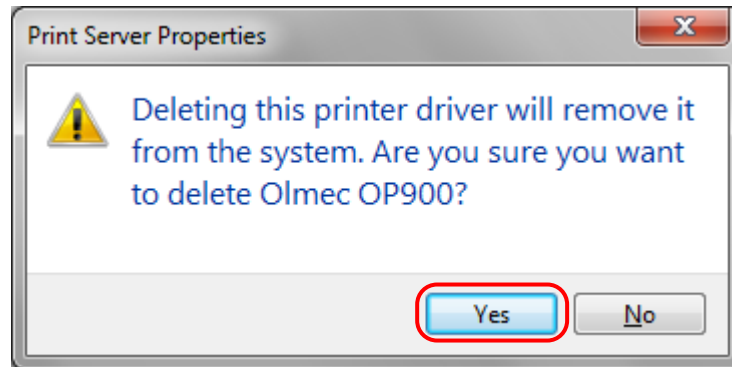 Print Server Properties
Deleting this printer driver will remove it
from the system. Are you sure you want
to delete Olmec OP900?
Yes
No